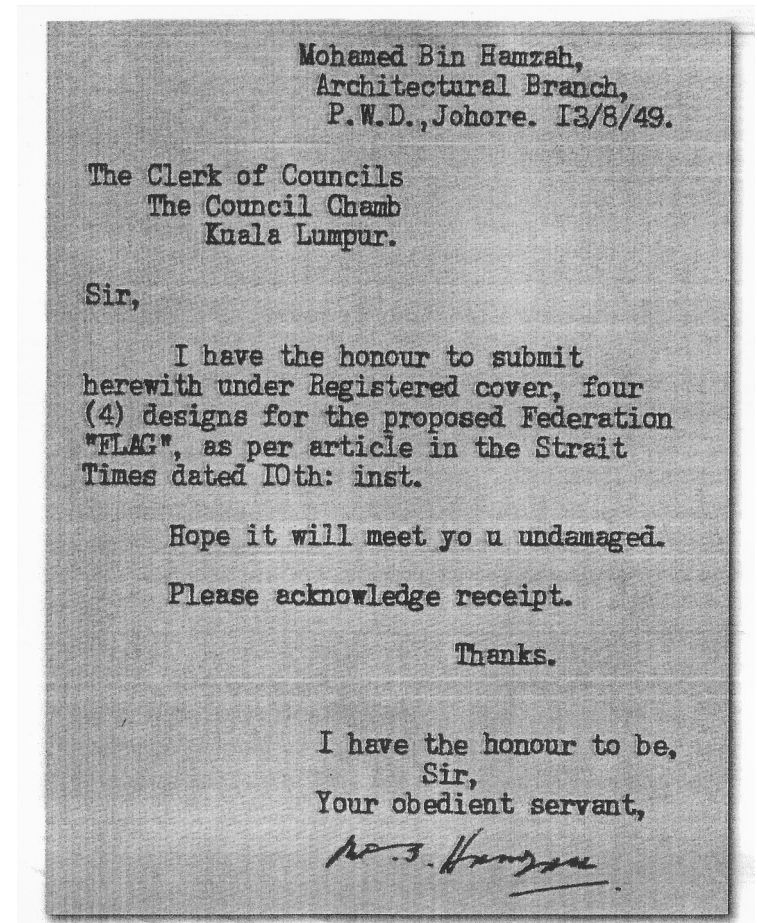 Mohamed Bin Hamzah,
Architectural Branch,
P.W.D.,Johore. I3/8/49.
The Clerk of Councils
The Council Chamb
Kuala Lumpur.
Sir,
I have the honour to submit
herewith under Registered cover, four
(4) designs for the proposed Federation
"FLAG", as per article in the Strait
Times dated IOth: inst.
Hope it will meet yo u undamaged.
Please acknowledge receipt.
Thanks.
I have the honour to be,
Sir,
Your obedient servant,
M. B. Hamzah